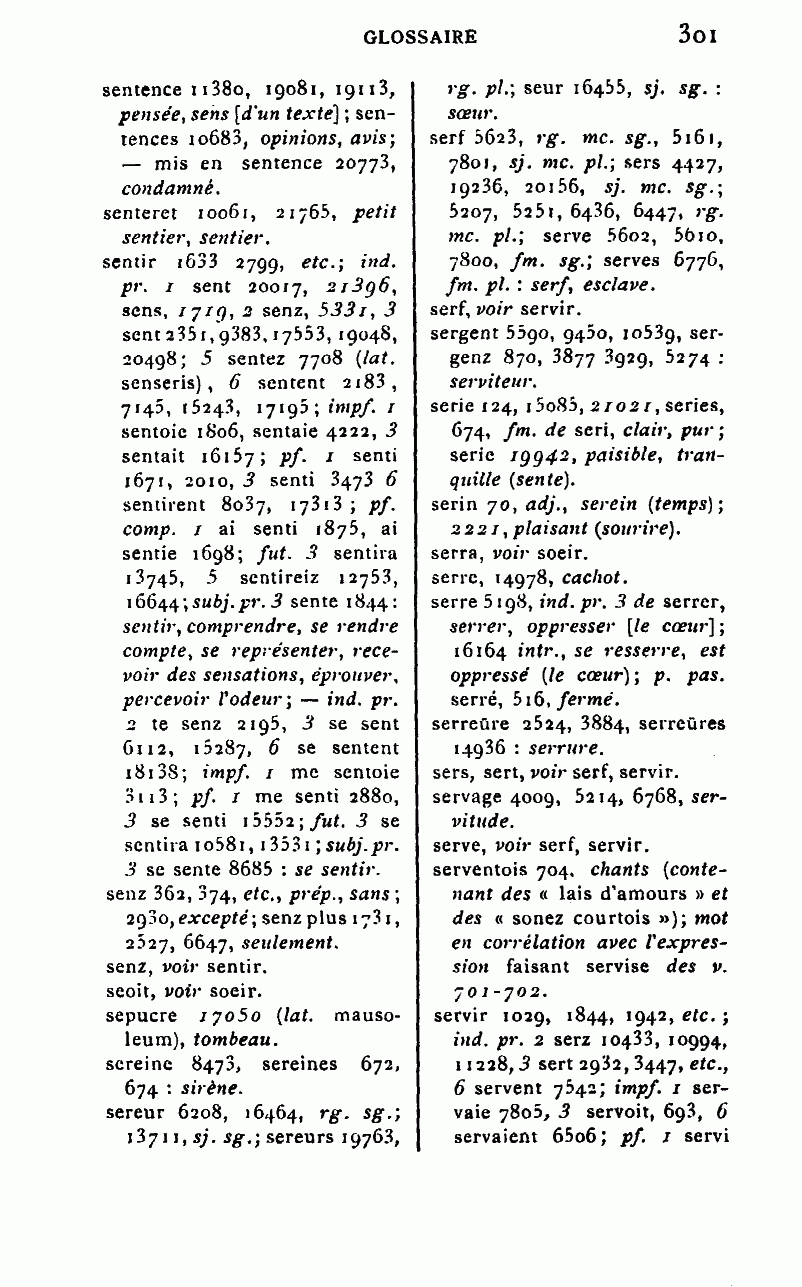 GLOSSAIRE 301
sentence 11380, 19081, 19113,
pensée, sens [d'un texte] ; sen-
tences 10683, opinions, avis ;
— mis en sentence 20773,
condamné.
senteret 10061, 21765, petit
sentier, sentier.
sentir 1633 2799, etc.; ind.
pr. 1 sent 20017, 21396,
sens, 1719, 2 senz, 5331, 3
sent 2351, 9383, 17553, 19048,
20498; 5 sentez 7708 (lat.
senseris), 6 sentent 2183,
7145, 15243, 17195; impf. 1
sentoie 1806, sentaie 4222, 3
sentait 16157; pf. 1 senti
1671, 2010, 3 senti 3473 6
sentirent 8037, 17313; pf.
comp. 1 ai senti 1875, ai
sentie 1698; fut. 3 sentira
13745, 5 sentireiz 12753,
16644; subj. pr. 3 sente 1844:
sentir, comprendre, se rendre
compte, se représenter, rece-
voir des sensations, éprouver,
percevoir l'odeur; — ind. pr.
2 te senz 2195, 3 se sent
6112, 15287, 6 se sentent
18138; impf. 1 me sentoie
3113; pf. 1 me senti 2880,
3 se senti 15552; fut. 3 se
sentira 10581, 13531; subj. pr.
3 se sente 8685 : se sentir.
senz 362, 374, etc., prép., sans ;
2930, excepté; senz plus 1731,
2527, 6647, seulement.
senz, voir sentir.
seoit, voir soeir.
sepucre 17050 (lat. mauso-
leum), tombeau.
sereine 8473, sereines 672,
674 : sirène.
sereur 6208, 16464, rg. sg.;
13711, sj. sg.; sereurs 19763,
rg. pl.; seur 16455, sj. sg. :
sœur.
serf 5623, rg. mc. sg., 5161,
7801, sj. mc. pl.; sers 4427,
19236, 20156, sj. mc. sg.;
5207, 5251, 6436, 6447, rg.
mc. pl.; serve 5602, 5610,
7800, fm. sg.; serves 6776,
fm. pl. : serf, esclave.
serf, voir servir.
sergent 5590, 9450, 10539, ser-
genz 870, 3877 3929, 5274 :
serviteur.
serie 124, 15085, 21021, series,
674, fm. de seri, clair, pur ;
serie 19942, paisible, tran-
quille (sente).
serin 70, adj., serein (temps) ;
2221, plaisant (sourire).
serra, voir soeir.
serre, 14978, cachot.
serre 5198, ind. pr. 3 de serrer,
serrer, oppresser [le cœur] ;
16164 intr., se resserre, est
oppressé (le cœur) ; p. pas.
serré, 516, fermé.
serreüre 2524, 3884, serreüres
14936 : serrure.
sers, sert, voir serf, servir.
servage 4009, 5214, 6768, ser-
vitude.
serve, voir serf, servir.
serventois 704, chants (conte-
nant des « lais d'amours » et
des « sonez courtois »); mot
en corrélation avec l'expres-
sion faisant servise des v.
701-702.
servir 1029, 1844, 1942, etc. ;
ind. pr. 2 serz 10433, 10994,
11228, 3 sert 2932, 3447, etc.,
6 servent 7542; impf. 1 ser-
vaie 7805, 3 servoit, 693, 6
servaient 6506; pf. 1 servi